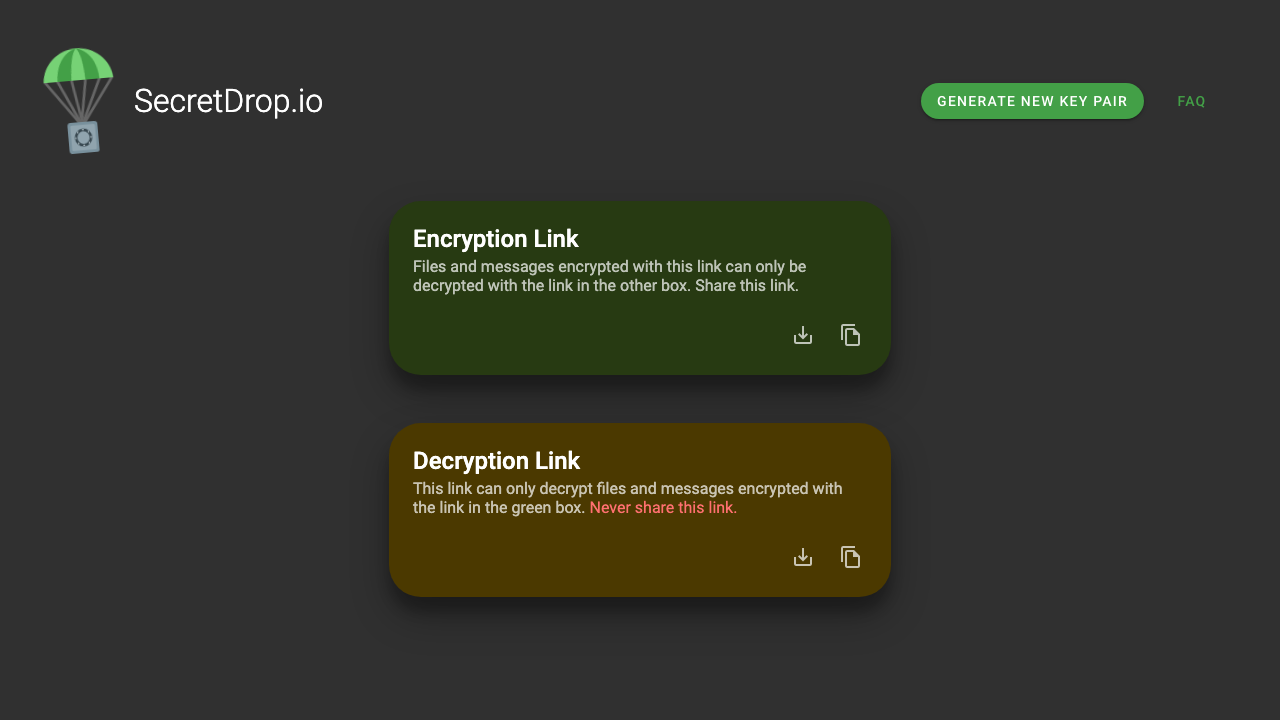 SecretDrop.io
GENERATE NEW KEY PAIR
FAQ
Encryption Link
Files and messages encrypted with this link can only be
decrypted with the link in the other box. Share this link.
Decryption Link
This link can only decrypt files and messages encrypted with
the link in the green box. Never share this link.